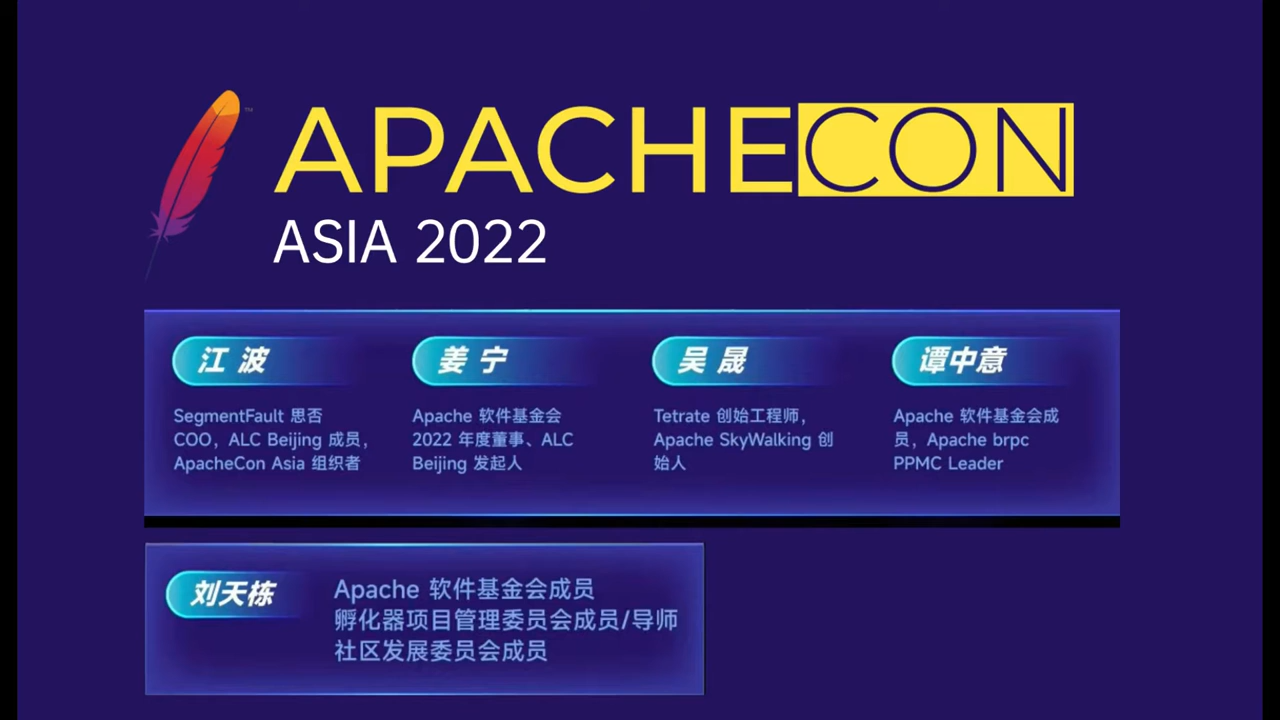 APACHECON
ASIA 2022
江波
SegmentFault 思否
COO，ALC Beijing 成员，
ApacheCon Asia 组织者
姜宁
Apache 软件基金会
2022 年度董事、ALC
Beijing 发起人
吴晟
Tetrate 创始工程师，
Apache SkyWalking 创
始人
谭中意
Apache 软件基金会成
员，Apache brpc
PPMC Leader
刘天栋
Apache 软件基金会成员
孵化器项目管理委员会成员/导师
社区发展委员会成员